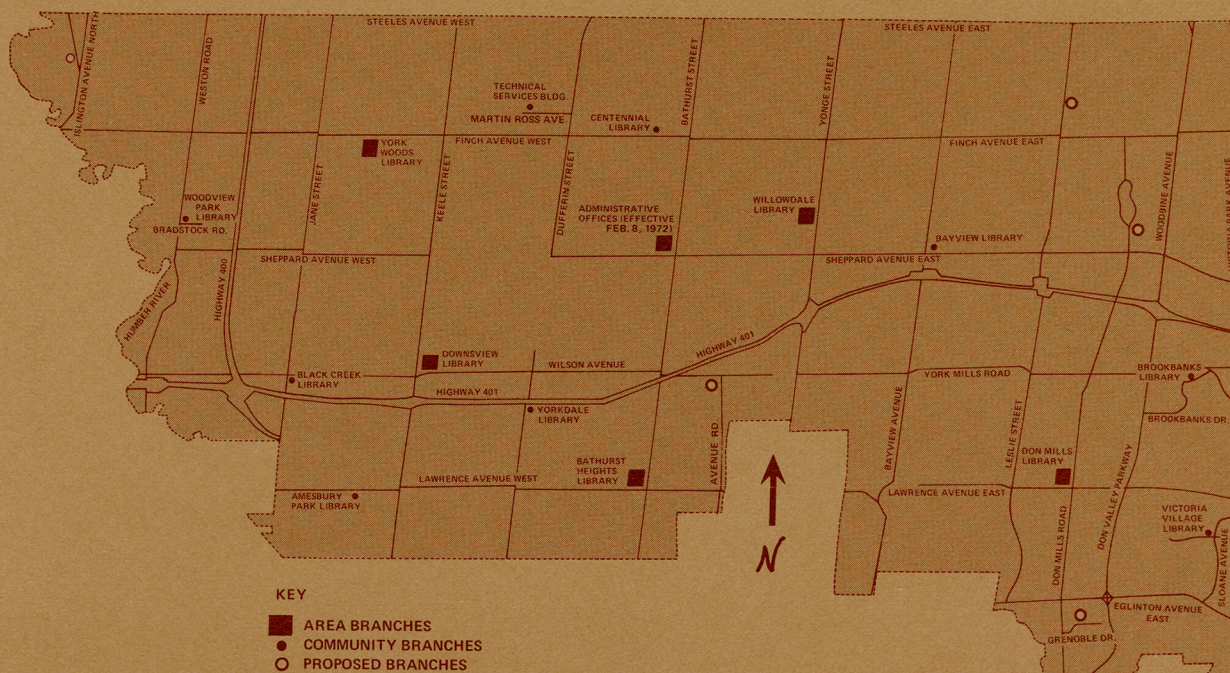 STEELES AVENUE WEST
STEELES AVENUE EAST
ISLINGTON AVENUE NORTH
WESTON ROAD
BATHURST STREET
YONGE STREET
TECHNICAL
SERVICES BLDG.
MARTIN ROSS AVE
CENTENNIAL
LIBRARY
YORK
WOODS
LIBRARY
FINCH AVENUE WEST
FINCH AVENUE EAST
JANE STREET
KEELE STREET
DUFFERIN STREET
WOODBINE AVENUE
WOODVIEW
PARK
LIBRARY
BRADSTOCK RD.
ADMINISTRATIVE
OFFICES (EFFECTIVE
FEB. 8, 1972)
WILLOWDALE
LIBRARY
BAYVIEW LIBRARY
SHEPPARD AVENUE WEST
SHEPPARD AVENUE EAST
HUMBER RIVER
HIGHWAY 400
HIGHWAY 401
DOWNSVIEW
LIBRARY
WILSON AVENUE
BLACK CREEK
LIBRARY
HIGHWAY 401
YORK MILLS ROAD
BROOKBANKS
LIBRARY
YORKDALE
LIBRARY
BROOKBANKS DR.
AVENUE RD.
BAYVIEW AVENUE
LESLIE STREET
DON MILLS
LIBRARY
BATHURST
HEIGHTS
LIBRARY
LAWRENCE AVENUE WEST
LAWRENCE AVENUE EAST
AMESBURY
PARK LIBRARY
DON VALLEY PARKWAY
DON MILLS ROAD
VICTORIA
VILLAGE
LIBRARY
SLOANE AVENUE
N
EGLINTON AVENUE
EAST
GRENOBLE DR.
KEY
AREA BRANCHES
COMMUNITY BRANCHES
PROPOSED BRANCHES